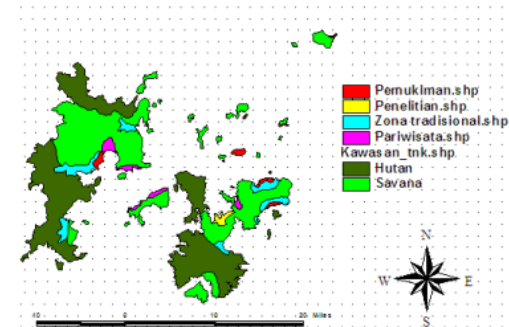 Pemukiman.shp
Penelitian.shp
Zona tradisional.shp
Pariwisata.shp
Kawasan_tnk.shp
Hutan
Savana
N
W E
S
10 0 10 20 Miles